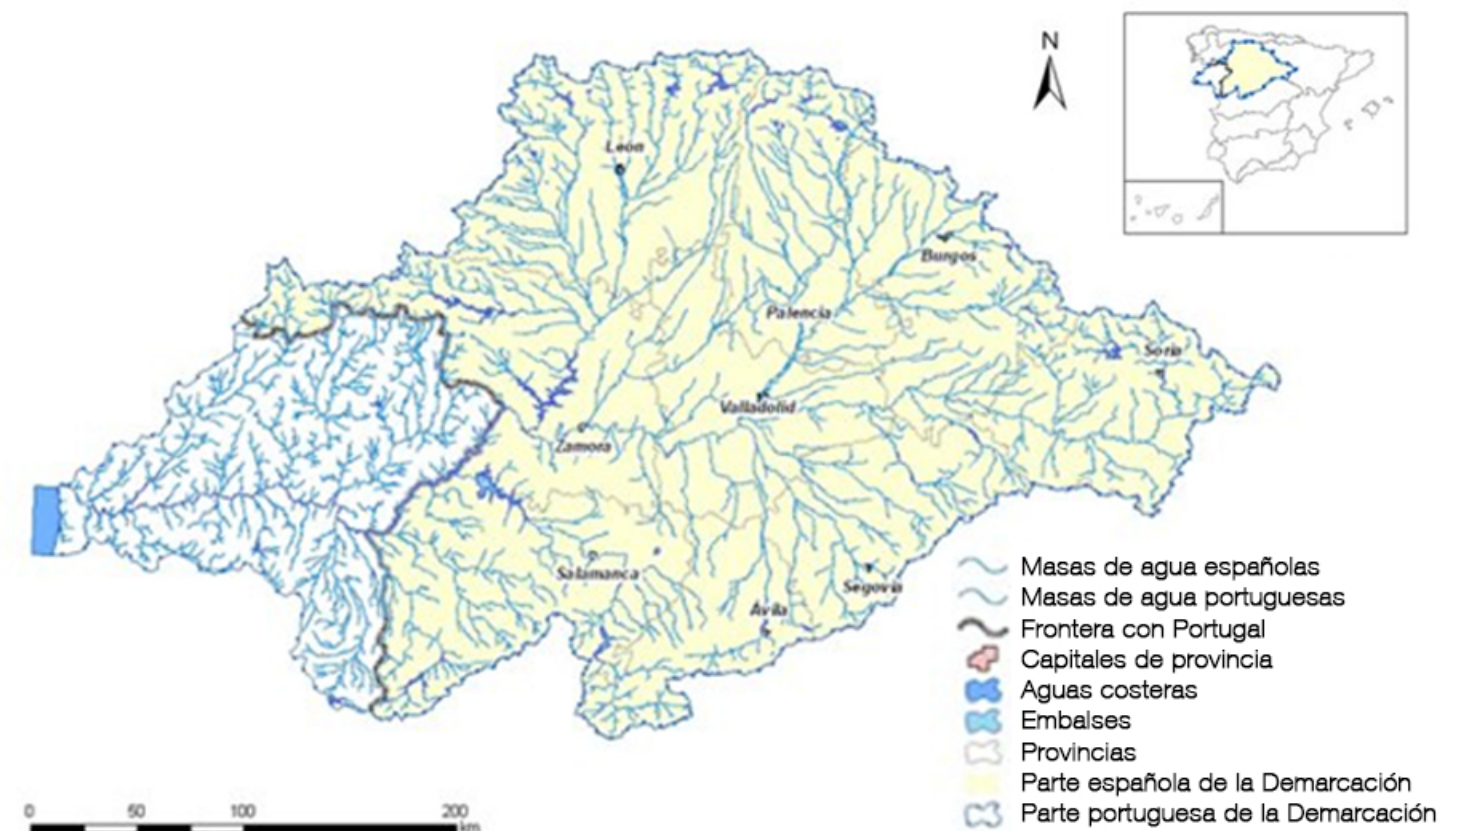 N
León
Burgos
Palencia
Soria
Valladolid
Zamora
Salamanca
Segovia
Ávila
Masas de agua españolas
Masas de agua portuguesas
Frontera con Portugal
Capitales de provincia
Aguas costeras
Embalses
Provincias
Parte española de la Demarcación
Parte portuguesa de la Demarcación
0 50 100 200
km